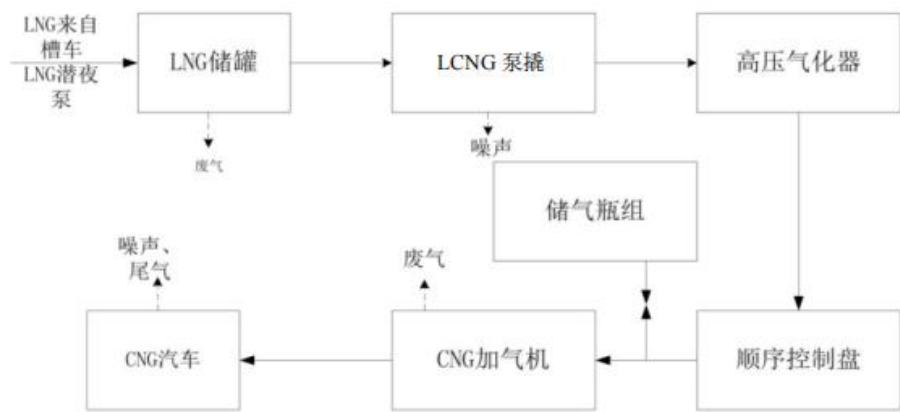 LNG来自
槽车
LNG潜夜
泵
LNG储罐
LCNG 泵撬
高压气化器
废气
噪声
储气瓶组
噪声、
尾气
废气
CNG汽车
CNG加气机
顺序控制盘